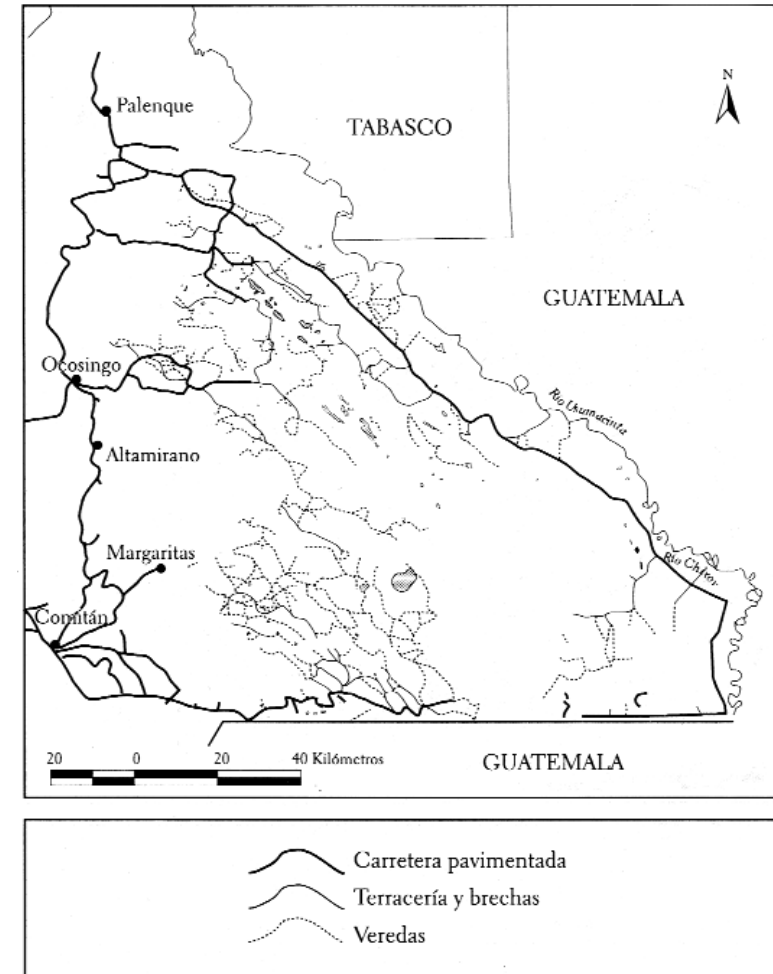 N
Palenque
TABASCO
GUATEMALA
Ocosingo
Río Usumacinta
Altamirano
Margaritas
Río Chixoy
Comitán
20 0 20 40 Kilómetros
GUATEMALA
Carretera pavimentada
Terracería y brechas
Veredas